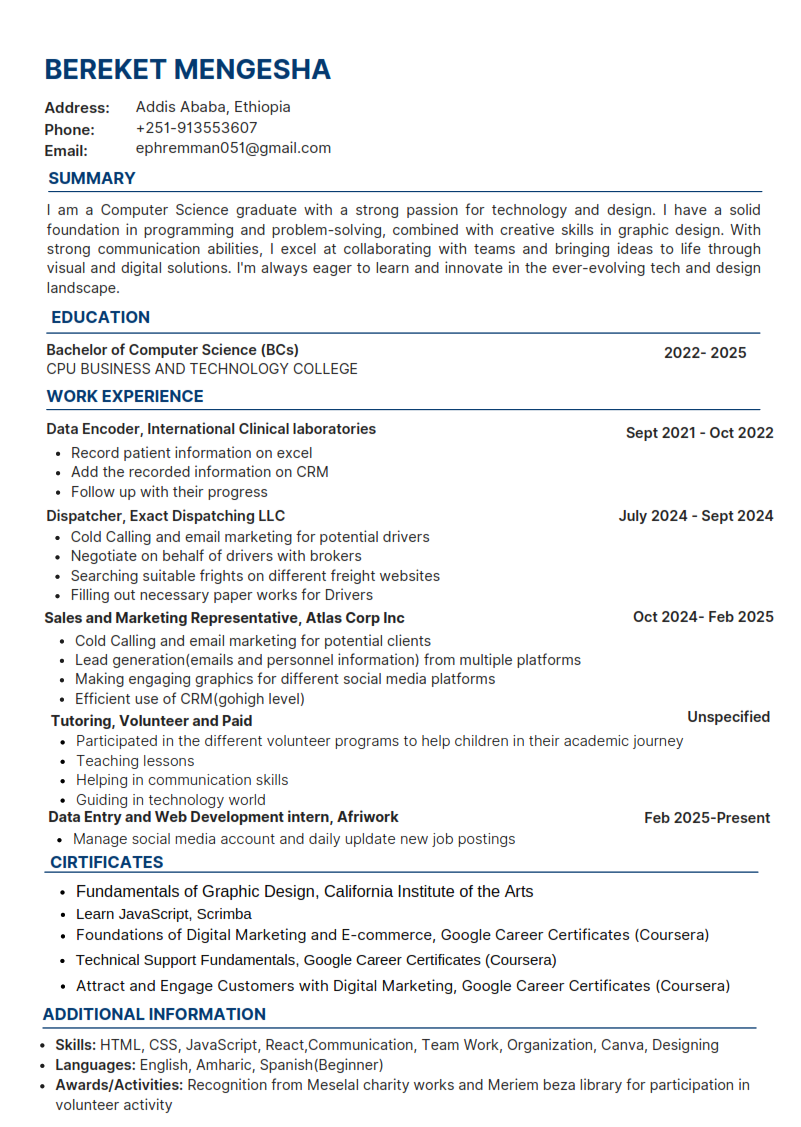 BEREKET MENGESHA
Address: Addis Ababa, Ethiopia
Phone: +251-913553607
Email: ephremman051@gmail.com
SUMMARY
I am a Computer Science graduate with a strong passion for technology and design. I have a solid
foundation in programming and problem-solving, combined with creative skills in graphic design. With
strong communication abilities, I excel at collaborating with teams and bringing ideas to life through
visual and digital solutions. I'm always eager to learn and innovate in the ever-evolving tech and design
landscape.
EDUCATION
Bachelor of Computer Science (BCs) 2022- 2025
CPU BUSINESS AND TECHNOLOGY COLLEGE
WORK EXPERIENCE
Data Encoder, International Clinical laboratories Sept 2021 - Oct 2022
• Record patient information on excel
• Add the recorded information on CRM
• Follow up with their progress
Dispatcher, Exact Dispatching LLC July 2024 - Sept 2024
• Cold Calling and email marketing for potential drivers
• Negotiate on behalf of drivers with brokers
• Searching suitable frights on different freight websites
• Filling out necessary paper works for Drivers
Sales and Marketing Representative, Atlas Corp Inc Oct 2024- Feb 2025
• Cold Calling and email marketing for potential clients
• Lead generation(emails and personnel information) from multiple platforms
• Making engaging graphics for different social media platforms
• Efficient use of CRM(gohigh level)
Tutoring, Volunteer and Paid Unspecified
• Participated in the different volunteer programs to help children in their academic journey
• Teaching lessons
• Helping in communication skills
• Guiding in technology world
Data Entry and Web Development intern, Afriwork Feb 2025-Present
• Manage social media account and daily upldate new job postings
CIRTIFICATES
• Fundamentals of Graphic Design, California Institute of the Arts
• Learn JavaScript, Scrimba
• Foundations of Digital Marketing and E-commerce, Google Career Certificates (Coursera)
• Technical Support Fundamentals, Google Career Certificates (Coursera)
• Attract and Engage Customers with Digital Marketing, Google Career Certificates (Coursera)
ADDITIONAL INFORMATION
• Skills: HTML, CSS, JavaScript, React,Communication, Team Work, Organization, Canva, Designing
• Languages: English, Amharic, Spanish(Beginner)
• Awards/Activities: Recognition from Meselal charity works and Meriem beza library for participation in
volunteer activity